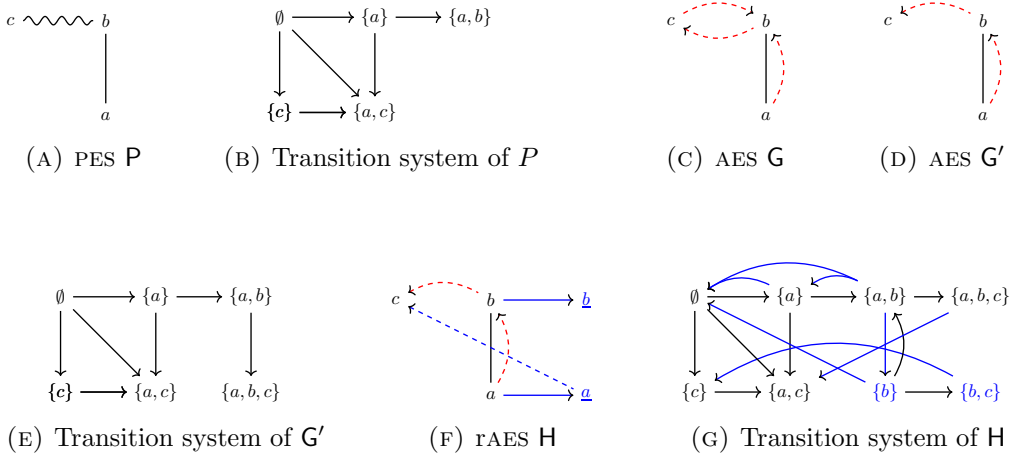 c b
a
(A) PES P
∅ {a} {a, b}
{c} {a, c}
(B) Transition system of P
c b
a
(C) AES G
c b
a
(D) AES G′
∅ {a} {a, b}
{c} {a, c} {a, b, c}
(E) Transition system of G′
c b b
a a
(F) rAES H
∅ {a} {a, b} {a, b, c}
{c} {a, c} {b} {b, c}
(G) Transition system of H